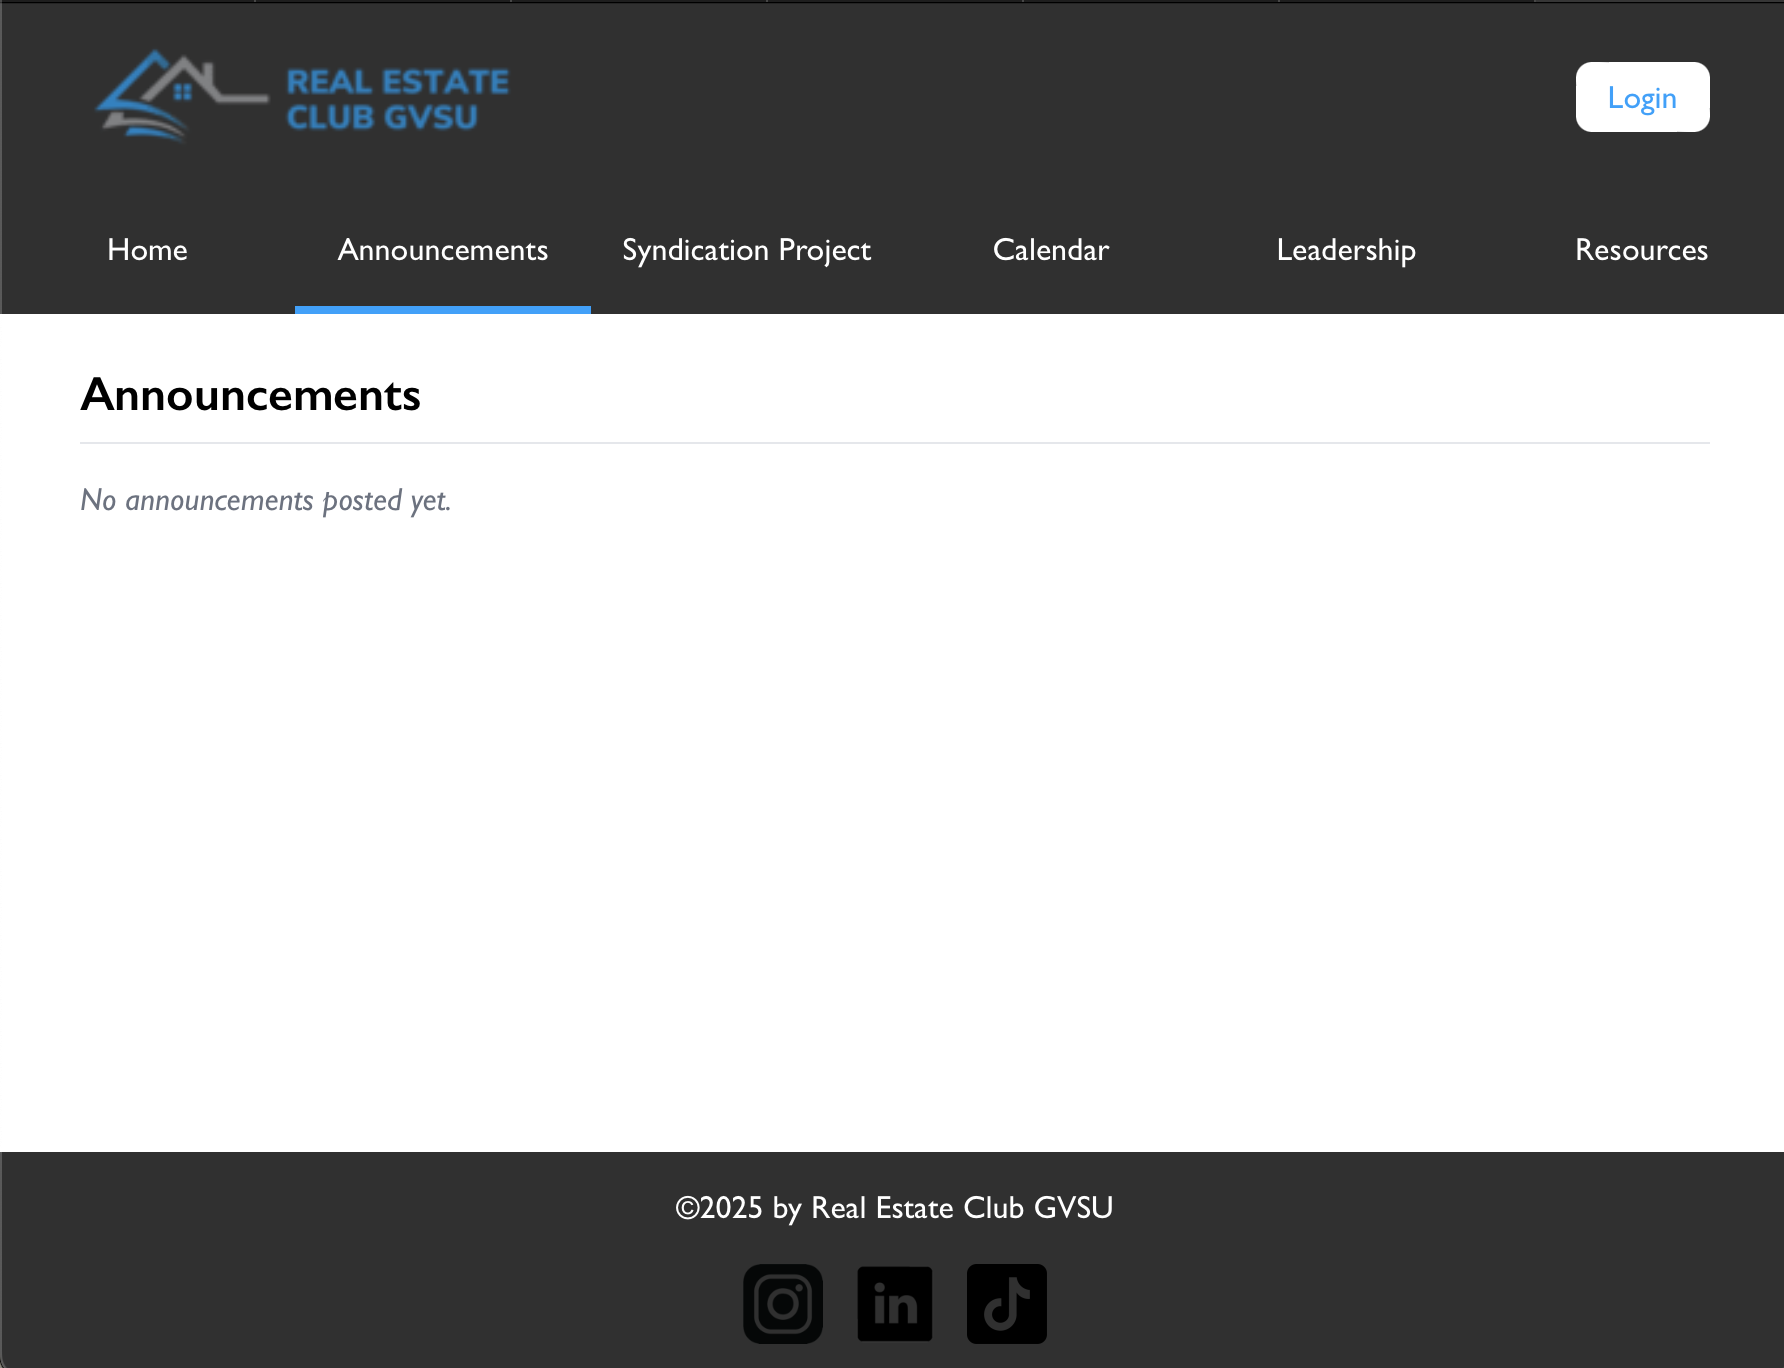 REAL ESTATE
CLUB GVSU
Login
Home
Announcements
Syndication Project
Calendar
Leadership
Resources
Announcements
No announcements posted yet.
©2025 by Real Estate Club GVSU
in